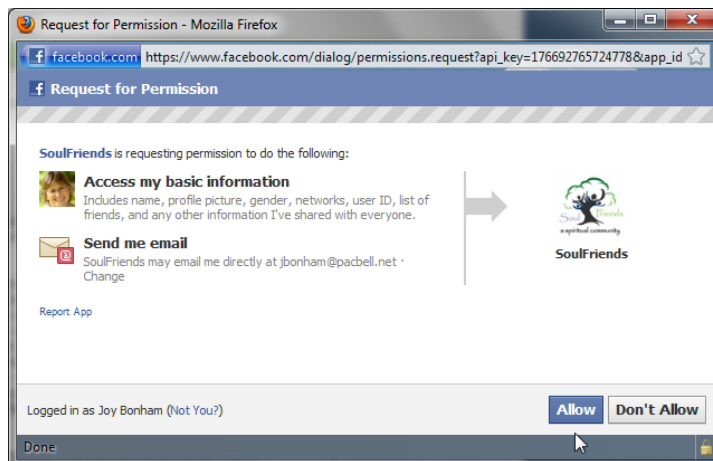 Request for Permission - Mozilla Firefox
f facebook.com https://www.facebook.com/dialog/permissions.request?api_key=176692765724778&app_id
f Request for Permission
SoulFriends is requesting permission to do the following:
Access my basic information
Includes name, profile picture, gender, networks, user ID, list of
friends, and any other information I've shared with everyone.
Send me email
SoulFriends may email me directly at jbonham@pacbell.net ·
Change
Soul Friends
a spiritual community
SoulFriends
Report App
Logged in as Joy Bonham (Not You?)
Allow
Don't Allow
Done